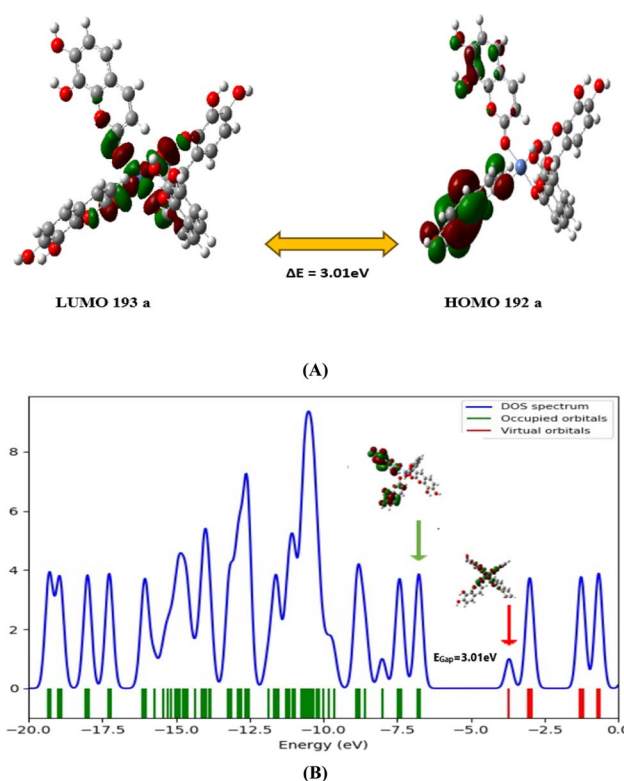 ΔE = 3.01eV
LUMO 193 a
HOMO 192 a
(A)
DOS spectrum
Occupied orbitals
Virtual orbitals
8
6
4
2
0
E_Gap=3.01eV
−20.0 −17.5 −15.0 −12.5 −10.0 −7.5 −5.0 −2.5 0.0
Energy (eV)
(B)